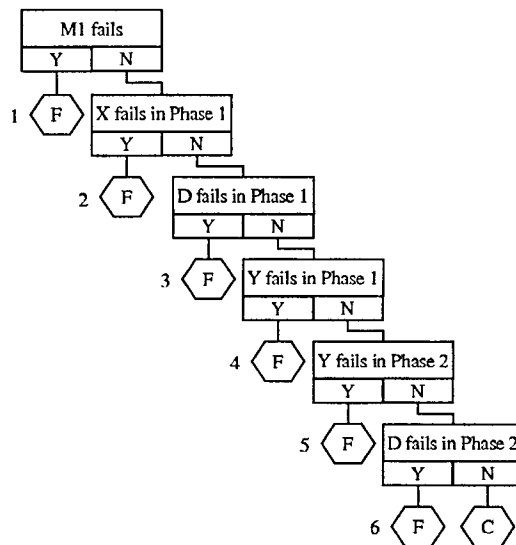 M1 fails
Y N
1 F
X fails in Phase 1
Y N
2 F
D fails in Phase 1
Y N
3 F
Y fails in Phase 1
Y N
4 F
Y fails in Phase 2
Y N
5 F
D fails in Phase 2
Y N
6 F C